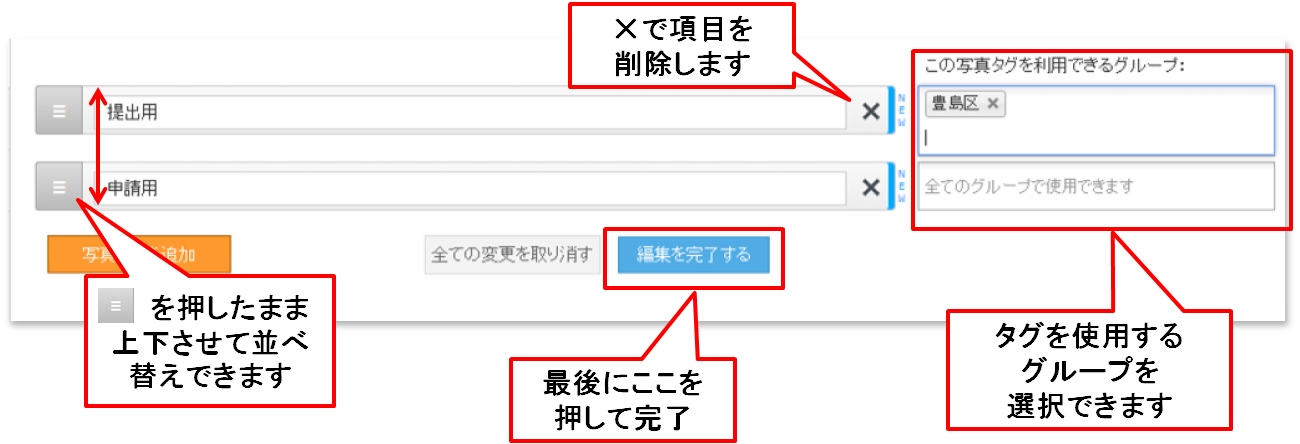 ×で項目を
削除します
この写真タグを利用できるグループ:
提出用
NEW
豊島区 ×
申請用
NEW
全てのグループで使用できます
写真
追加
全ての変更を取り消す
編集を完了する
を押したまま
上下させて並べ
替えできます
最後にここを
押して完了
タグを使用する
グループを
選択できます